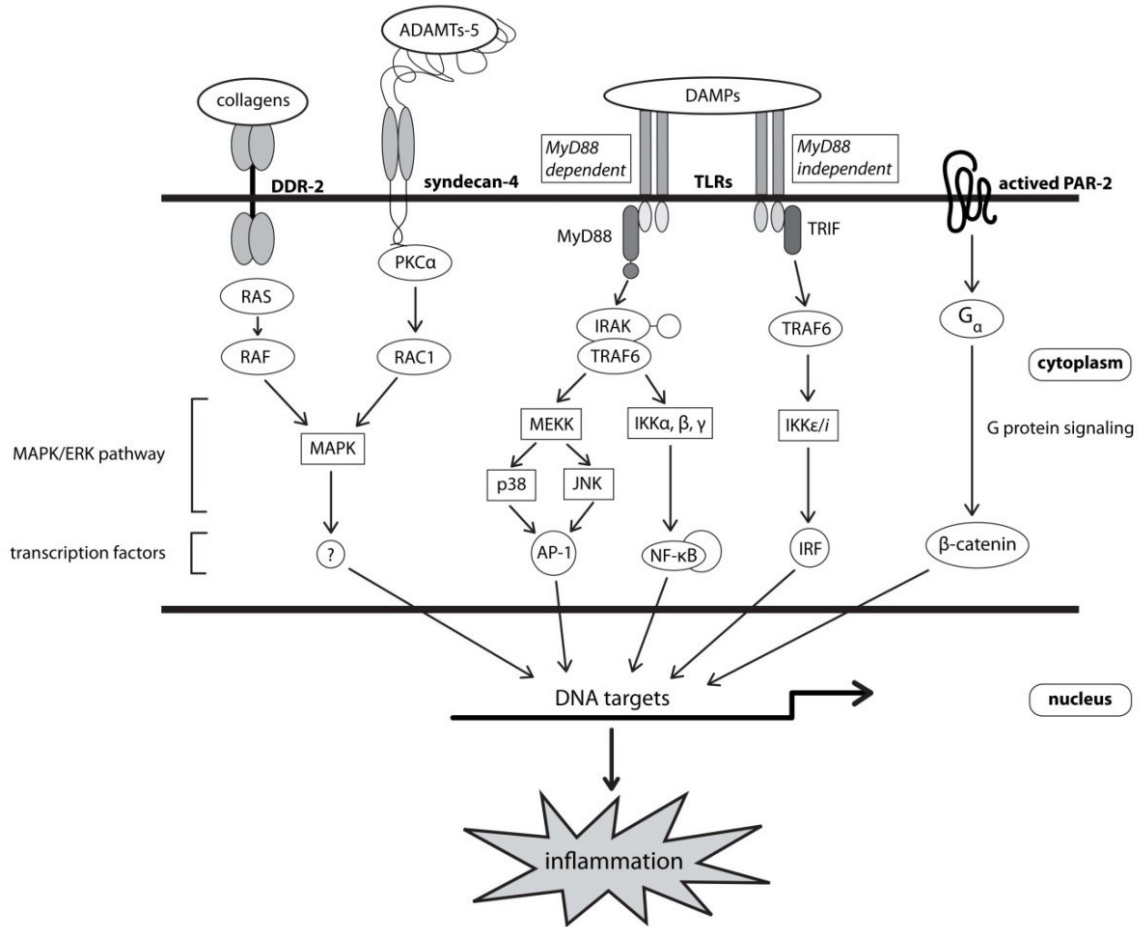 ADAMTs-5
collagens
DAMPs
MyD88
dependent
MyD88
independent
DDR-2
syndecan-4
TLRs
actived PAR-2
MyD88
TRIF
PKCα
RAS
IRAK
TRAF6
Gα
RAF
RAC1
TRAF6
cytoplasm
MAPK/ERK pathway
MAPK
MEKK
IKKα, β, γ
IKKε/i
G protein signaling
p38
JNK
transcription factors
?
AP-1
NF-κB
IRF
β-catenin
DNA targets
nucleus
inflammation